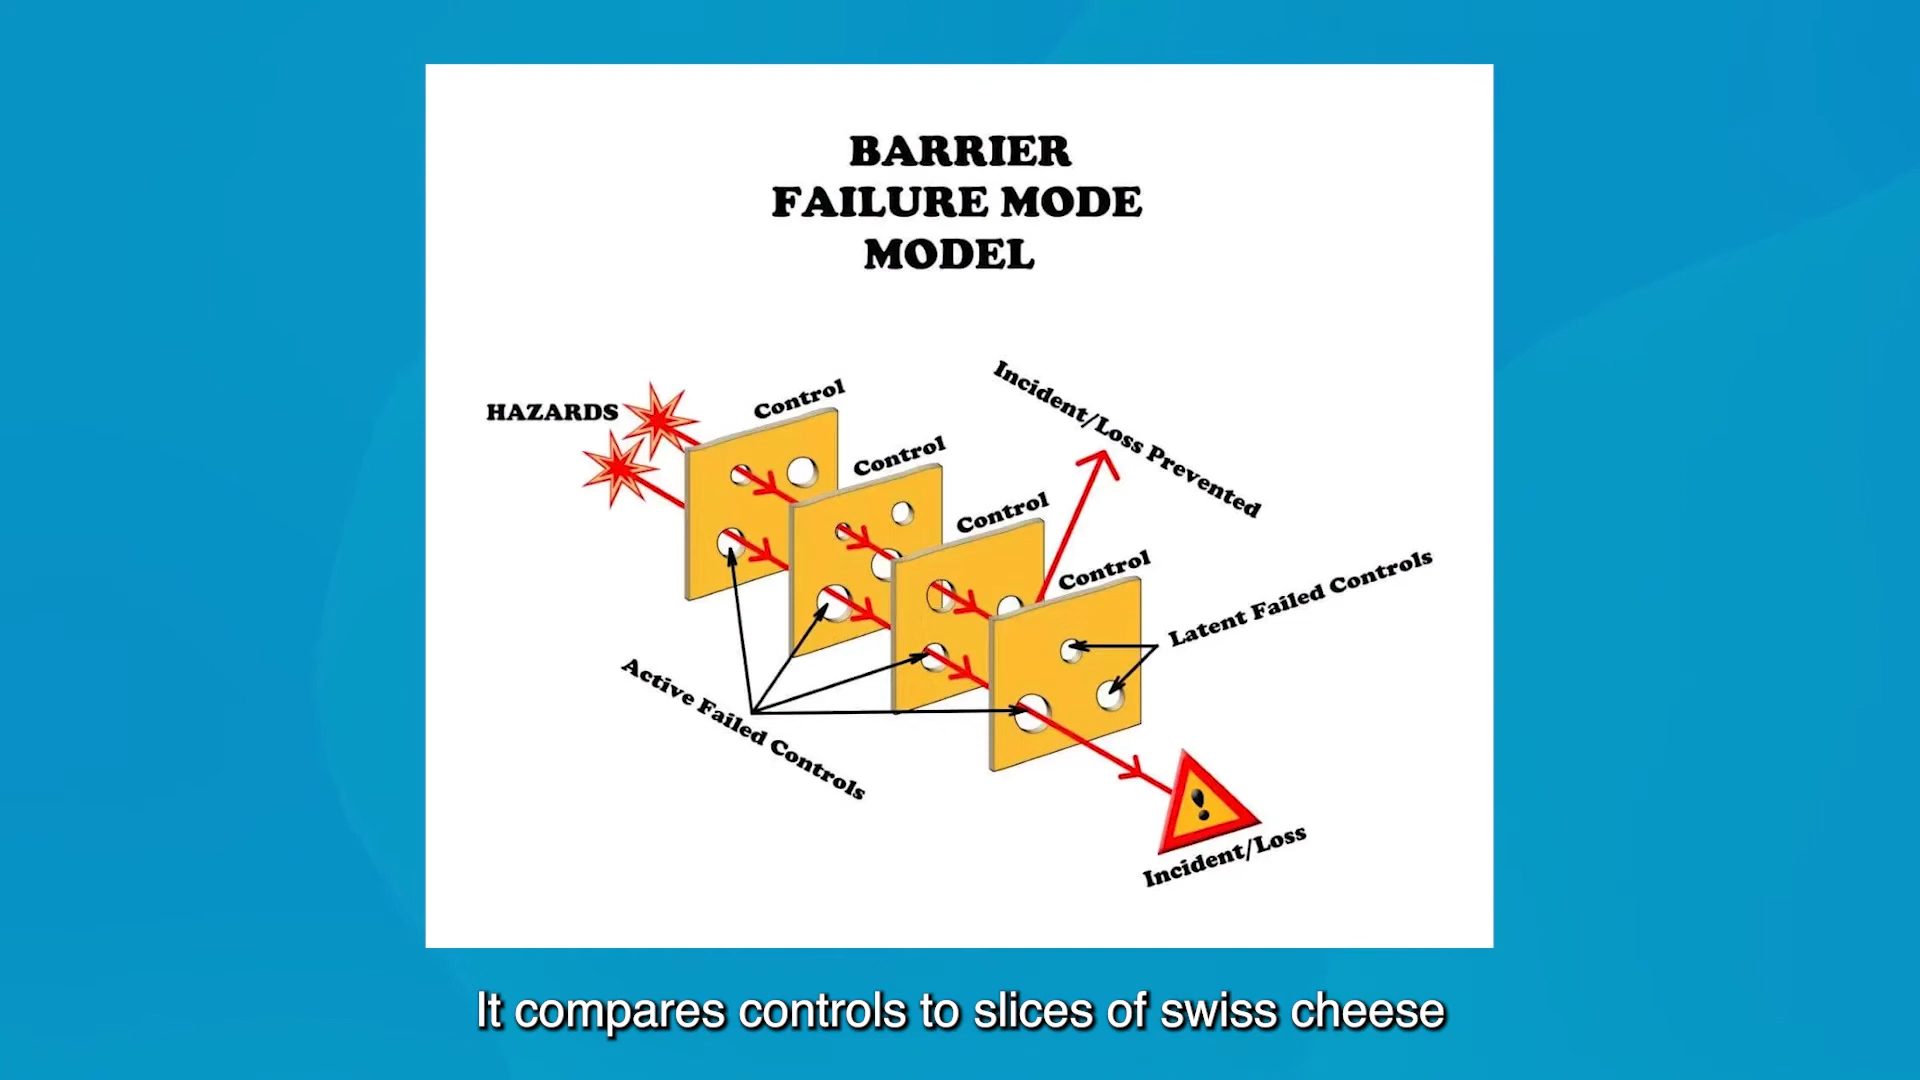 BARRIER
FAILURE MODE
MODEL
HAZARDS
Control
Control
Control
Control
Incident/Loss Prevented
Latent Failed Controls
Active Failed Controls
!
Incident/Loss
It compares controls to slices of swiss cheese